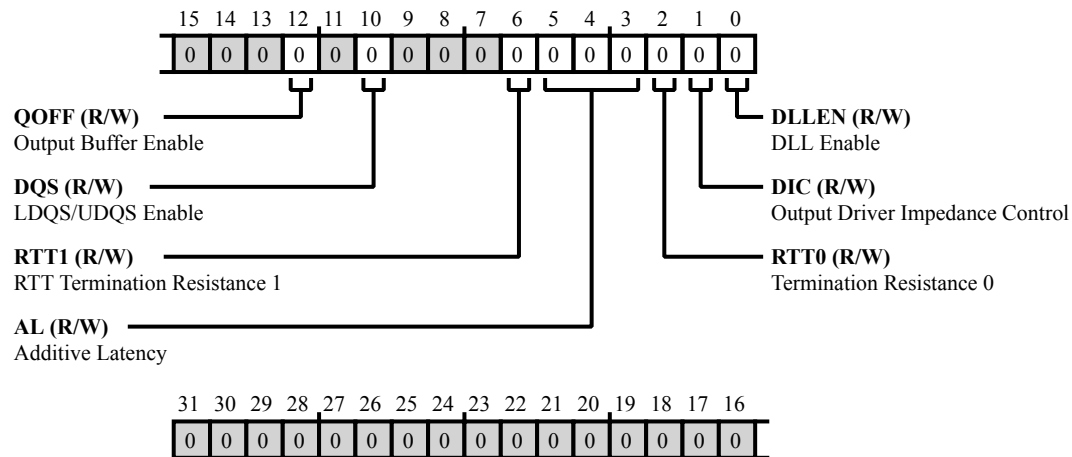 15 14 13 12 11 10 9 8 7 6 5 4 3 2 1 0
0 0 0 0 0 0 0 0 0 0 0 0 0 0 0 0
QOFF (R/W)
Output Buffer Enable
DQS (R/W)
LDQS/UDQS Enable
RTT1 (R/W)
RTT Termination Resistance 1
AL (R/W)
Additive Latency
DLLEN (R/W)
DLL Enable
DIC (R/W)
Output Driver Impedance Control
RTT0 (R/W)
Termination Resistance 0
31 30 29 28 27 26 25 24 23 22 21 20 19 18 17 16
0 0 0 0 0 0 0 0 0 0 0 0 0 0 0 0